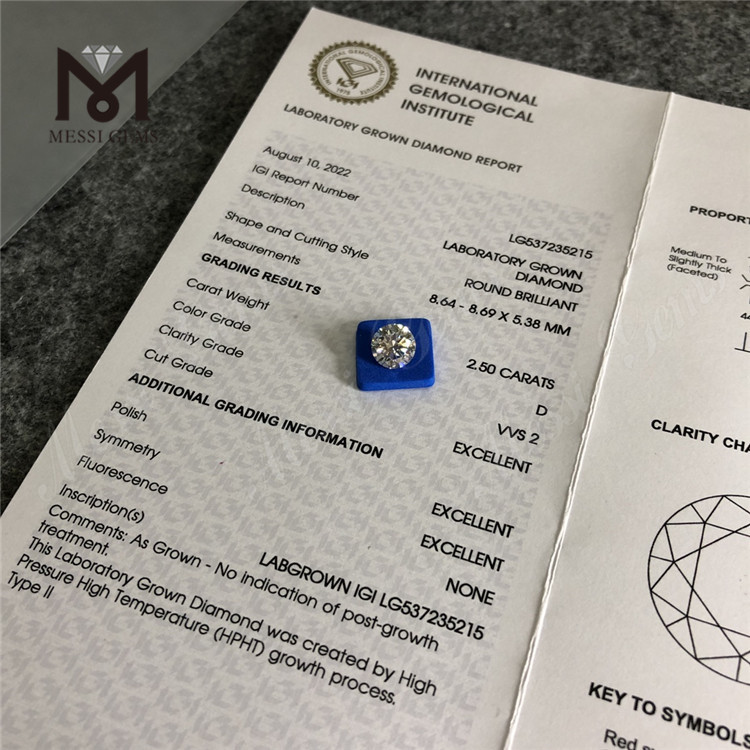 MESSI GEMS
INTERNATIONAL GEMOLOGICAL INSTITUTE
IGI
1975
INTERNATIONAL
GEMOLOGICAL
INSTITUTE
LABORATORY GROWN DIAMOND REPORT
August 10, 2022
IGI Report Number LG537235215
Description LABORATORY GROWN
DIAMOND
Shape and Cutting Style ROUND BRILLIANT
Measurements 8.64 - 8.69 X 5.38 MM
GRADING RESULTS
Carat Weight 2.50 CARATS
Color Grade D
Clarity Grade VVS 2
Cut Grade EXCELLENT
ADDITIONAL GRADING INFORMATION
Polish EXCELLENT
Symmetry EXCELLENT
Fluorescence NONE
Inscription(s) LABGROWN IGI LG537235215
Comments: As Grown - No indication of post-growth
treatment.
This Laboratory Grown Diamond was created by High
Pressure High Temperature (HPHT) growth process.
Type II
PROPORT
Medium To
Slightly Thick
(Faceted)
CLARITY CHA
KEY TO SYMBOLS
Red s